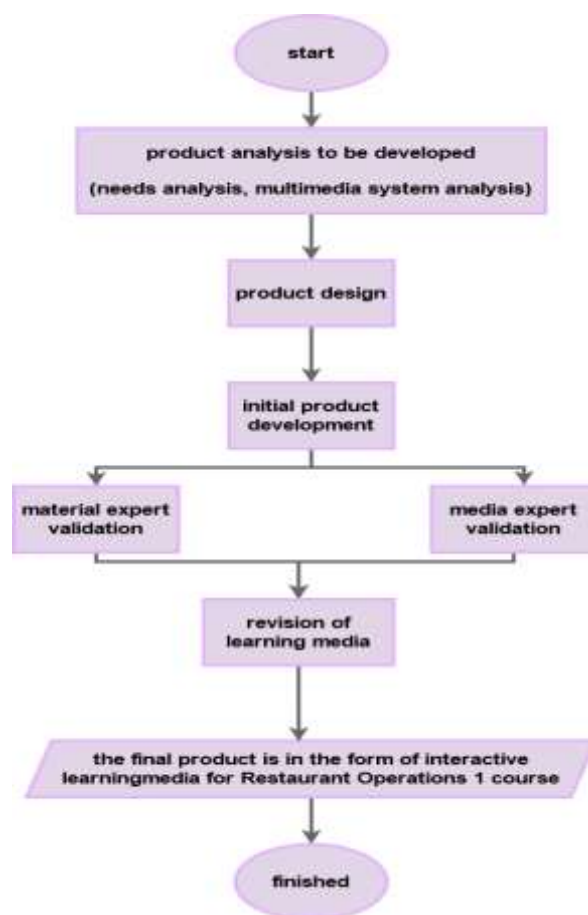 start
product analysis to be developed
(needs analysis, multimedia system analysis)
product design
initial product
development
material expert
validation
media expert
validation
revision of
learning media
the final product is in the form of interactive
learningmedia for Restaurant Operations 1 course
finished